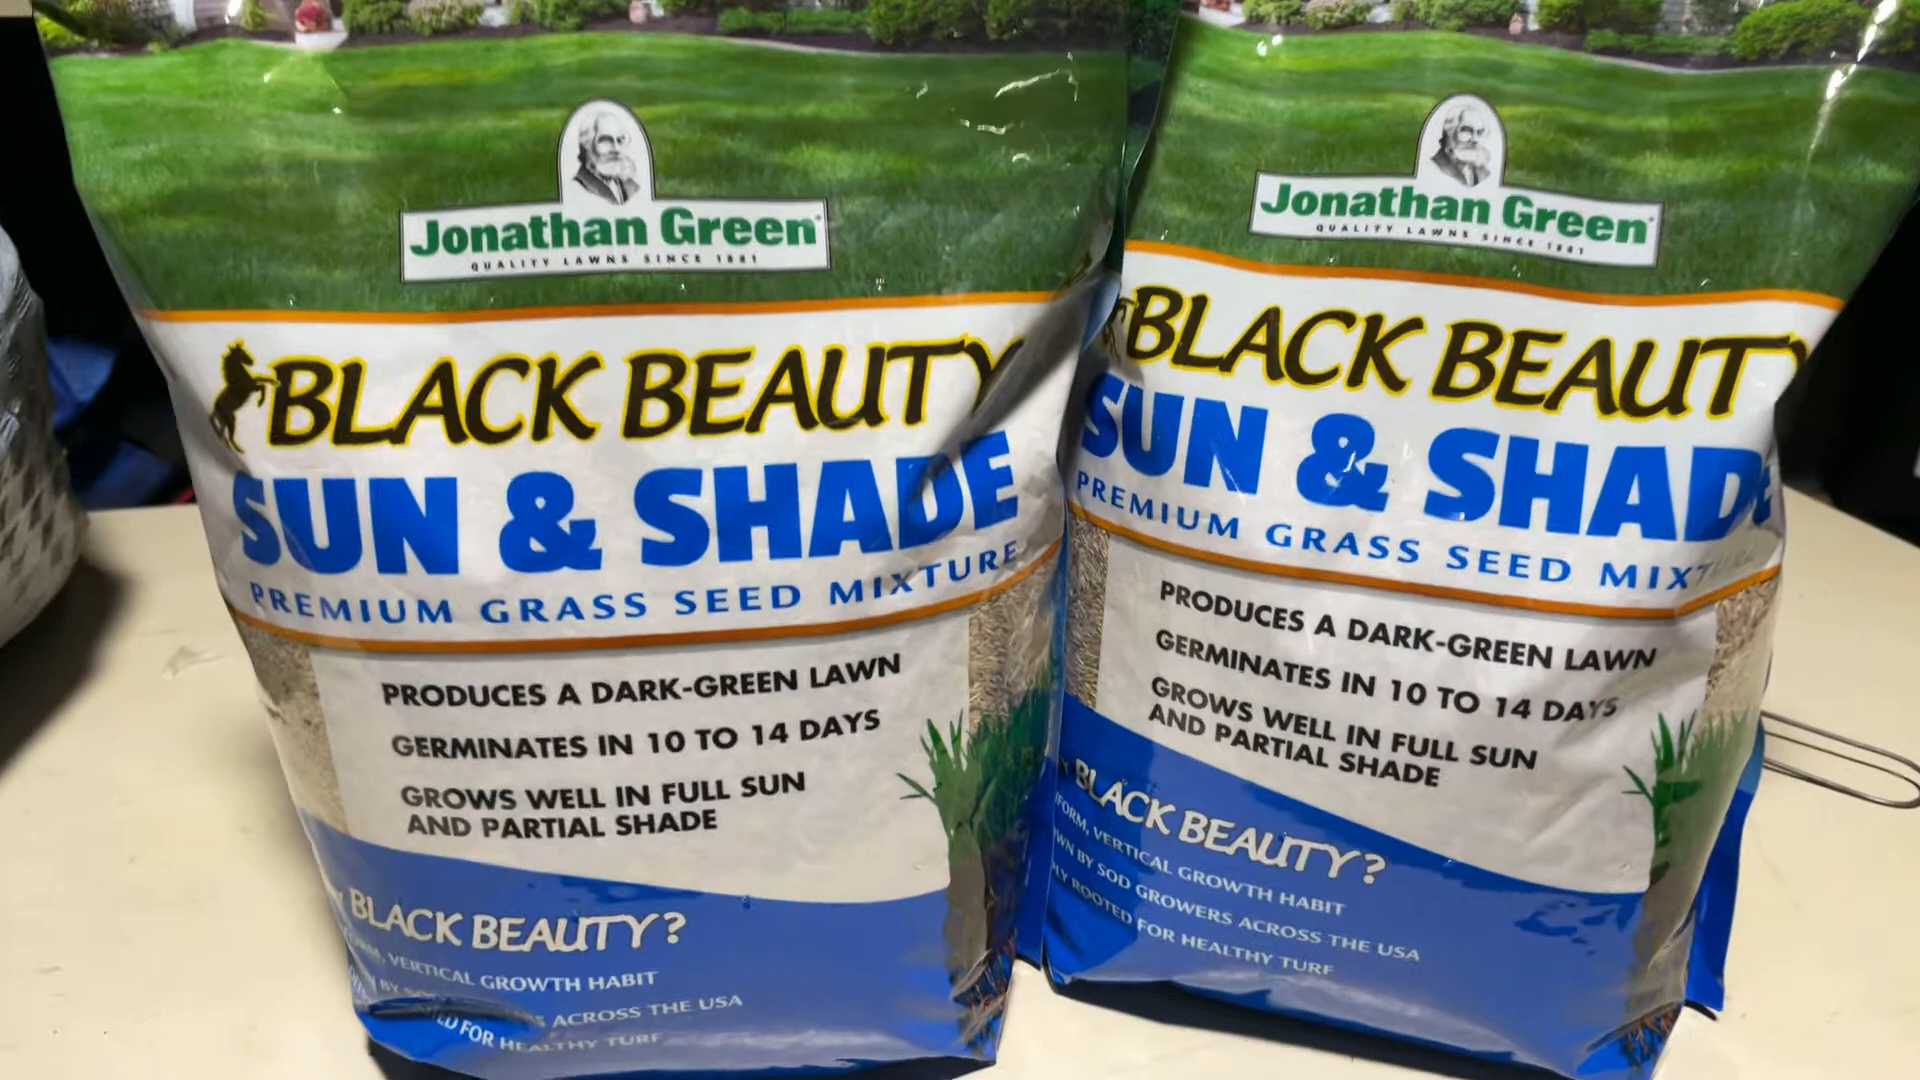 Jonathan Green
QUALITY LAWNS SINCE 1881
BLACK BEAUTY
SUN & SHADE
PREMIUM GRASS SEED MIXTURE
PRODUCES A DARK-GREEN LAWN
GERMINATES IN 10 TO 14 DAYS
GROWS WELL IN FULL SUN
AND PARTIAL SHADE
BLACK BEAUTY?
VERTICAL GROWTH HABIT
ACROSS THE USA
FOR HEALTHY TURF
Jonathan Green
QUALITY LAWNS SINCE 1881
BLACK BEAUTY
SUN & SHADE
PREMIUM GRASS SEED
PRODUCES A DARK-GREEN LAWN
GERMINATES IN 10 TO 14 DAYS
GROWS WELL IN FULL SUN
AND PARTIAL SHADE
BLACK BEAUTY?
VERTICAL GROWTH HABIT
BY SOD GROWERS ACROSS THE USA
ROOTED FOR HEALTHY TURF